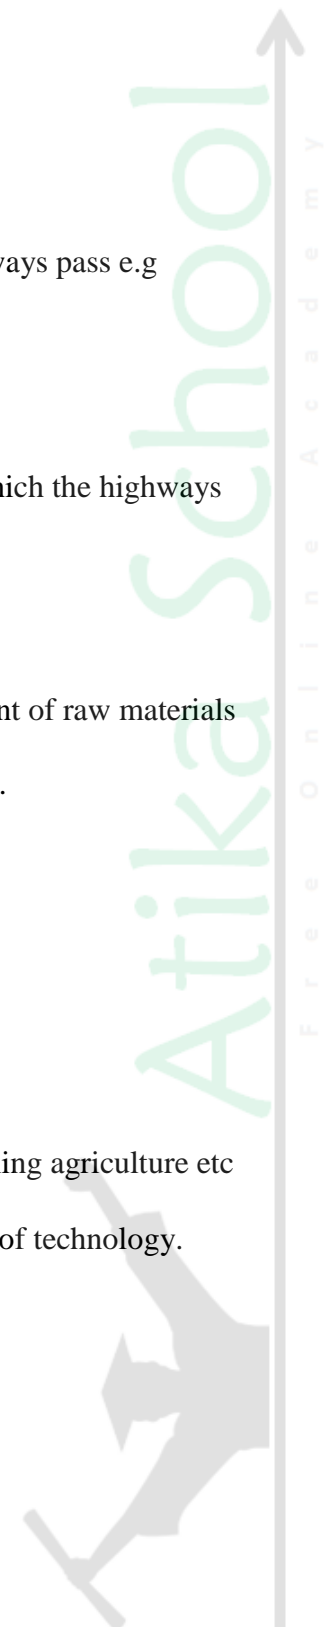 ways pass e.g
hich the highways
nt of raw materials
.
ing agriculture etc
of technology.
Atika School
Free Online Academy